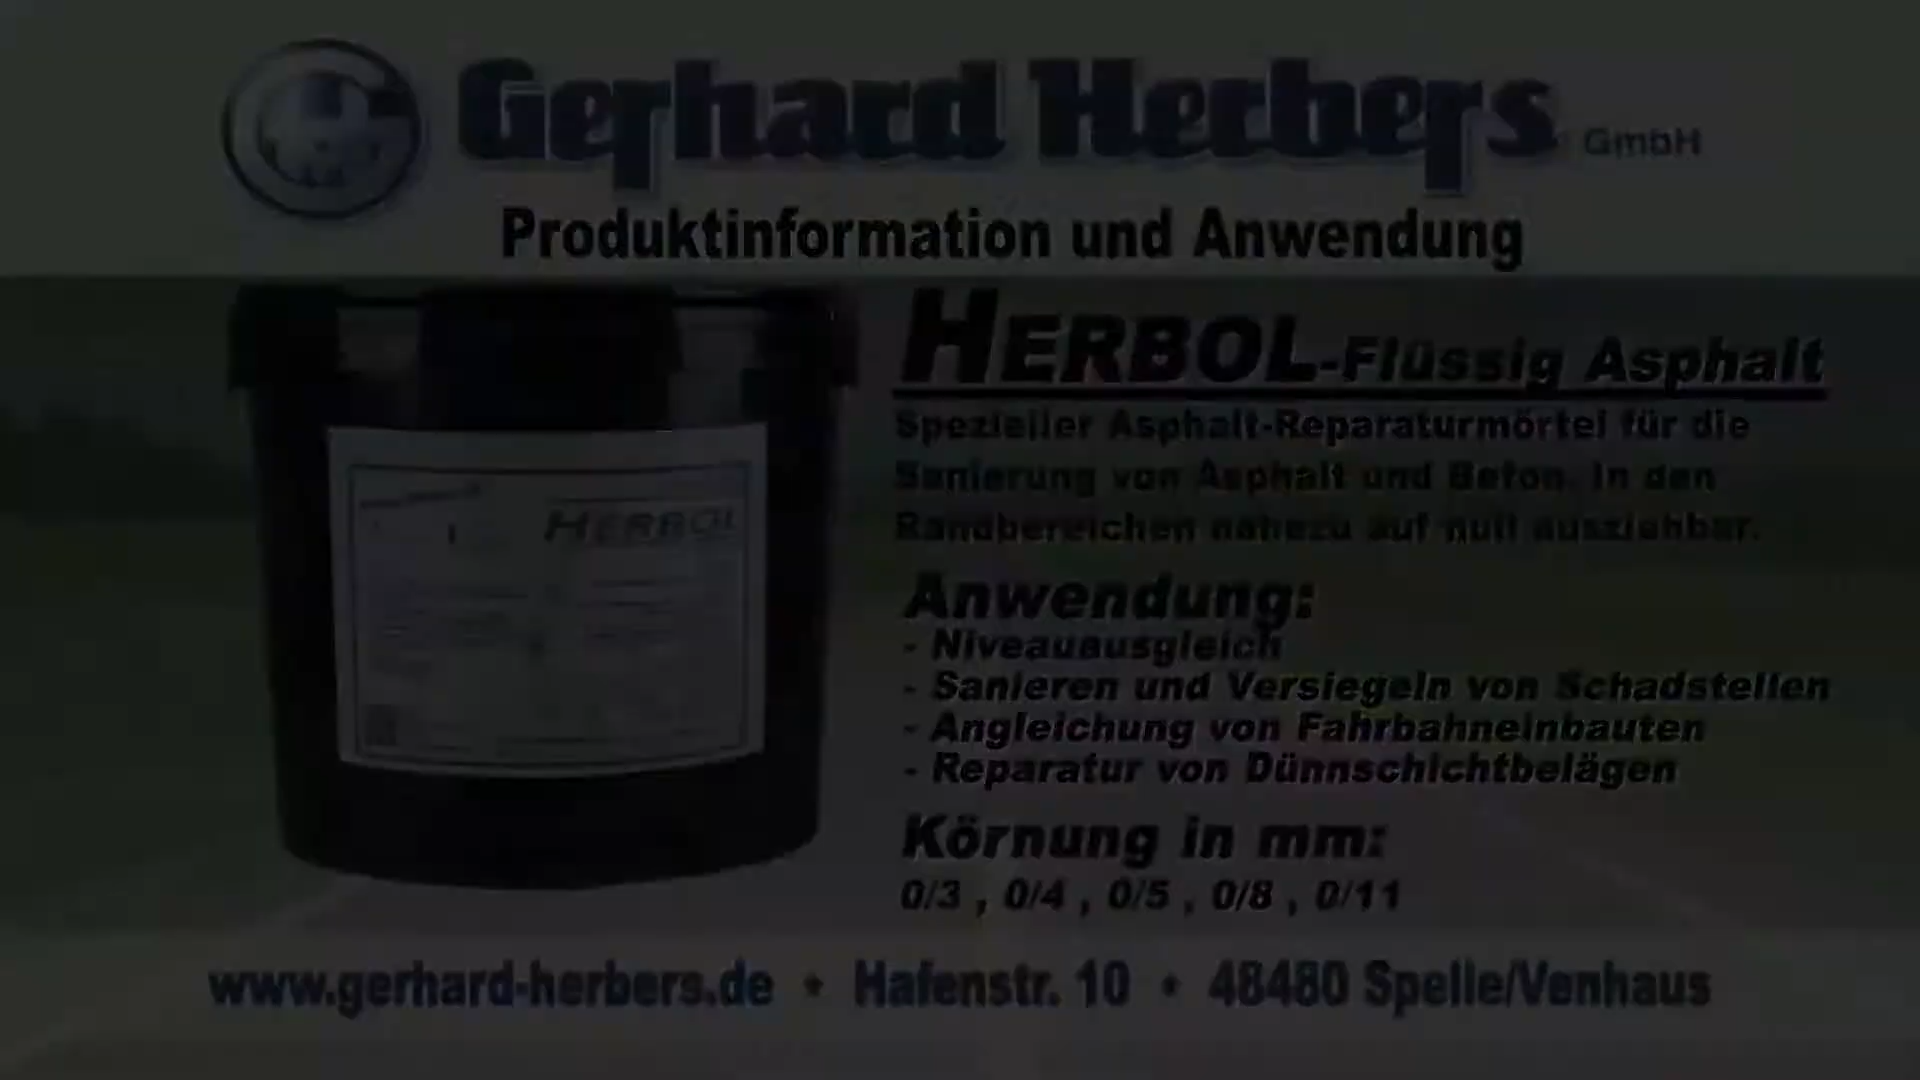 Gerhard Herbers GmbH
Produktinformation und Anwendung
HERBOL-Flüssig Asphalt
Spezieller Asphalt-Reparaturmörtel für die
Sanierung von Asphalt und Beton. In den
Randbereichen nahezu auf null ausziehbar.
HERBOL
Anwendung:
- Niveauausgleich
- Sanieren und Versiegeln von Schadstellen
- Angleichung von Fahrbahneinbauten
- Reparatur von Dünnschichtbelägen
Körnung in mm:
0/3 , 0/4 , 0/5 , 0/8 , 0/11
www.gerhard-herbers.de • Hafenstr. 10 • 48480 Spelle/Venhaus